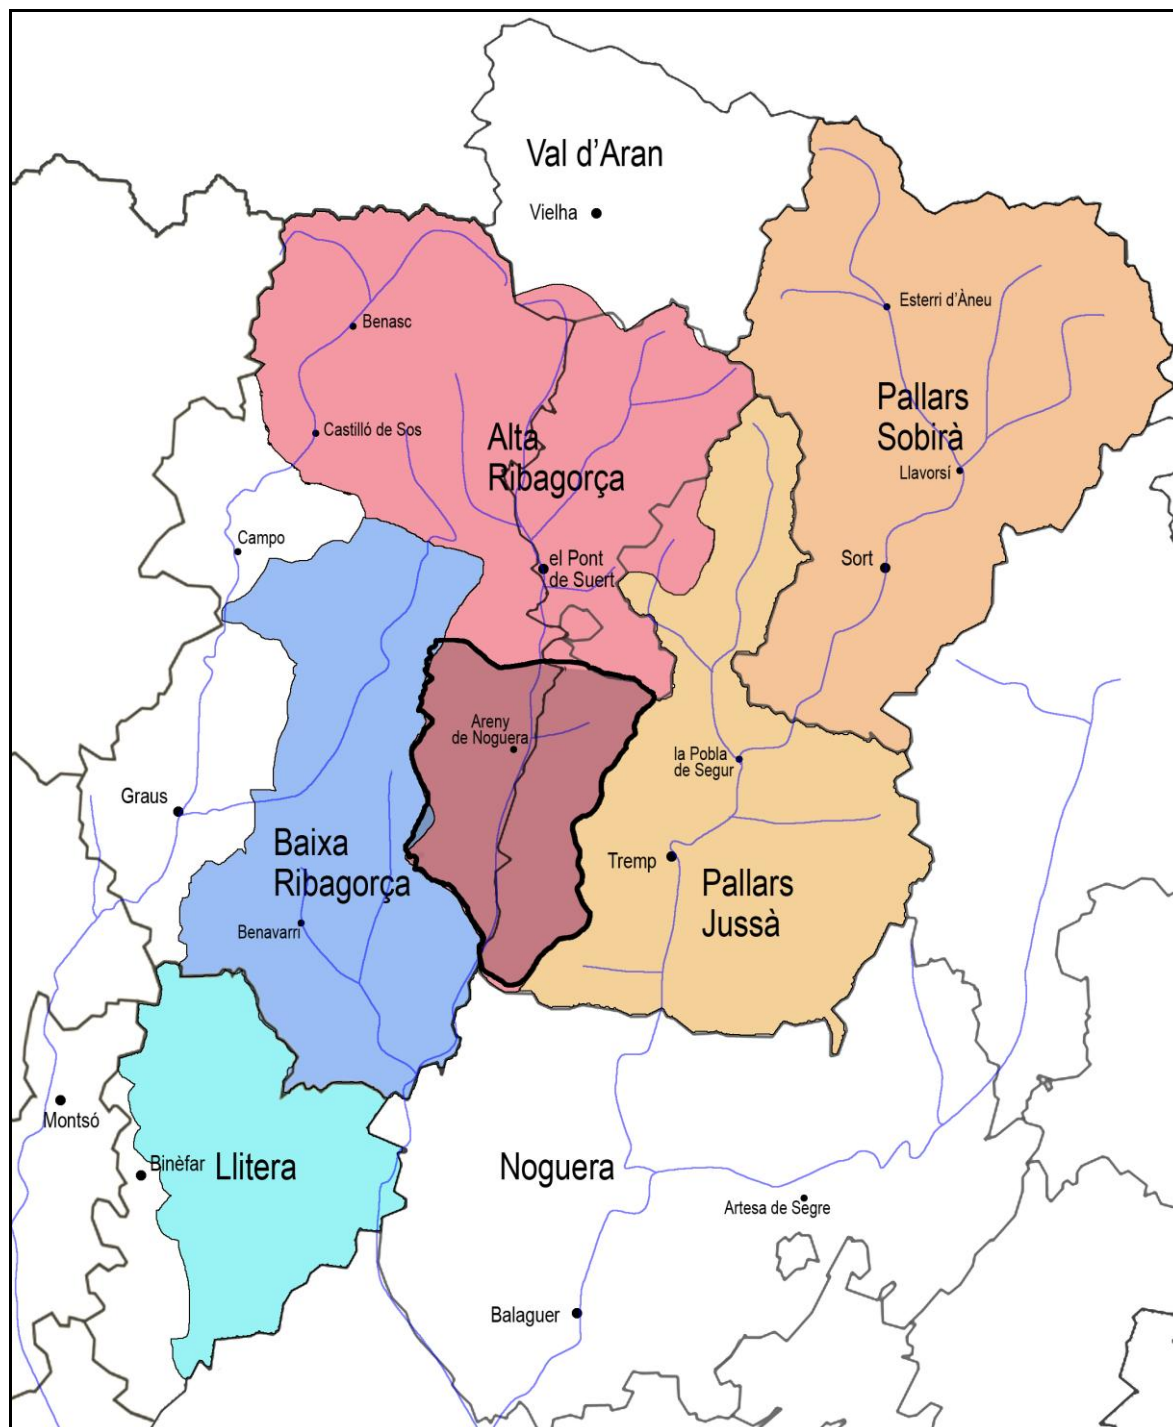 Val d'Aran
Vielha
Esterri d'Àneu
Benasc
Pallars
Sobirà
Castilló de Sos
Alta
Ribagorça
Llavorsí
Campo
el Pont
de Suert
Sort
Areny
de Noguera
la Pobla
de Segur
Graus
Baixa
Ribagorça
Tremp
Pallars
Jussà
Benavarri
Montsó
Binèfar
Llitera
Noguera
Artesa de Segre
Balaguer